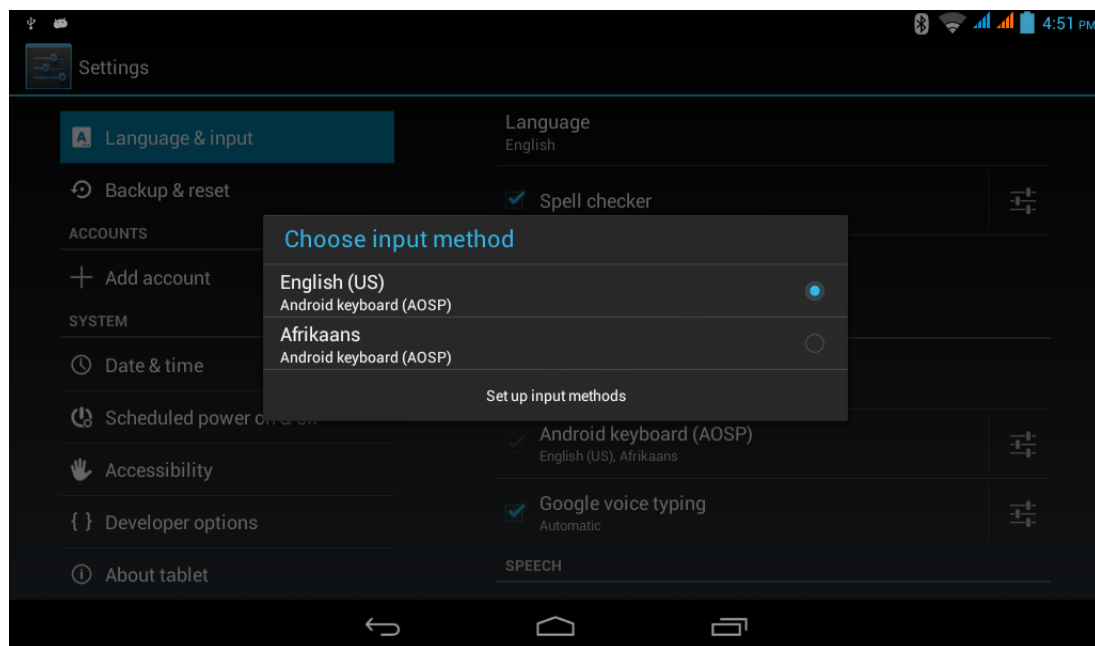 4:51 PM
Settings
Language & input
Backup & reset
ACCOUNTS
Add account
SYSTEM
Date & time
Scheduled power
Accessibility
{ } Developer options
About tablet
Language
English
Spell checker
Choose input method
English (US)
Android keyboard (AOSP)
Afrikaans
Android keyboard (AOSP)
Set up input methods
Android keyboard (AOSP)
English (US), Afrikaans
Google voice typing
Automatic
SPEECH